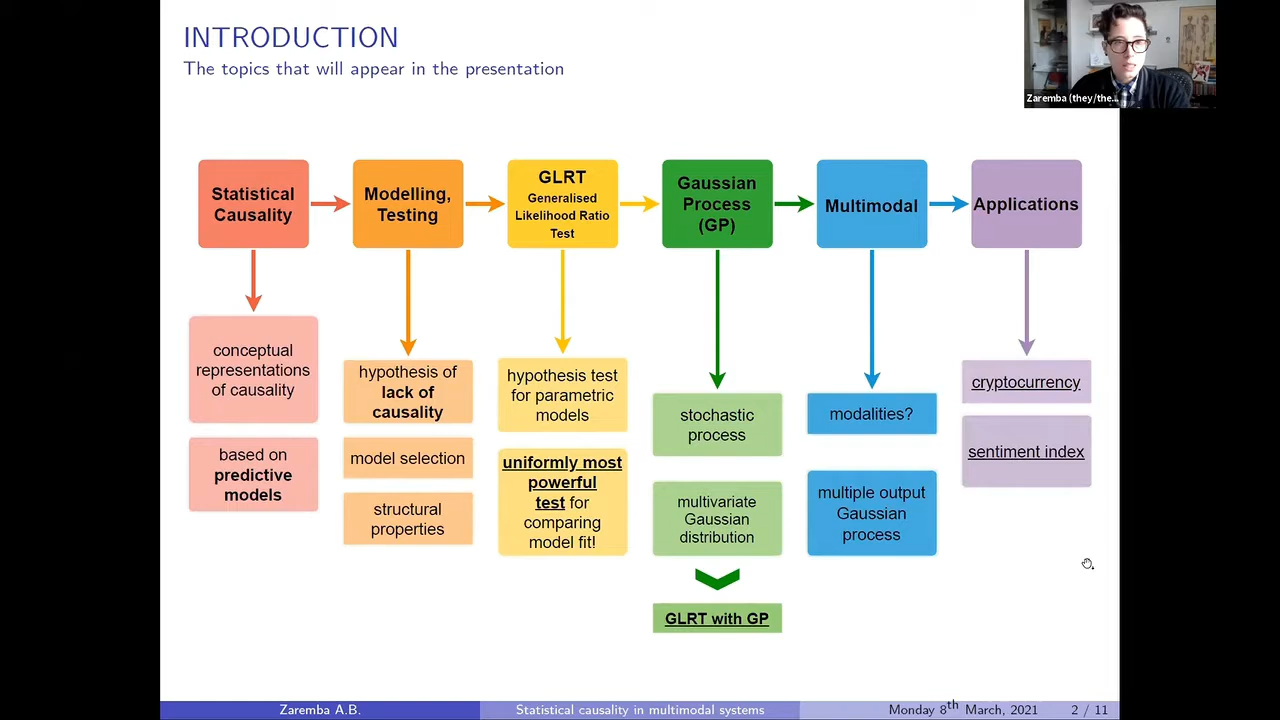 INTRODUCTION
The topics that will appear in the presentation
Zaremba (they/the...
Statistical
Causality
Modelling,
Testing
GLRT
Generalised
Likelihood Ratio
Test
Gaussian
Process
(GP)
Multimodal
Applications
conceptual
representations
of causality
based on
predictive
models
hypothesis of
lack of
causality
model selection
structural
properties
hypothesis test
for parametric
models
uniformly most
powerful
test for
comparing
model fit!
stochastic
process
multivariate
Gaussian
distribution
GLRT with GP
modalities?
multiple output
Gaussian
process
cryptocurrency
sentiment index
Zaremba A.B.
Statistical causality in multimodal systems
Monday 8th March, 2021
2 / 11